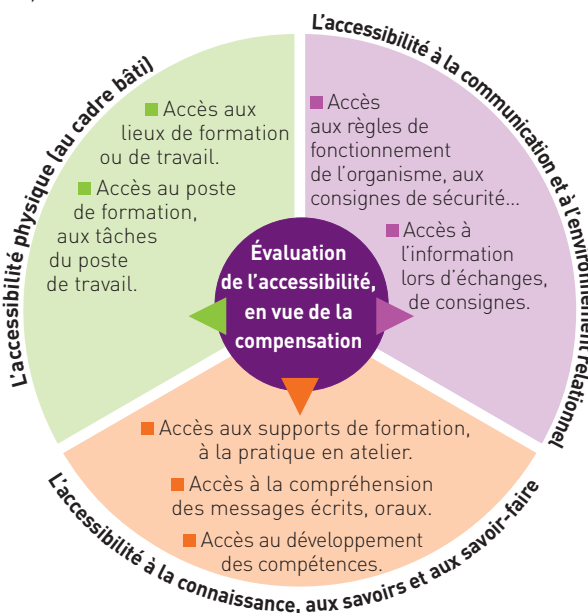 L'accessibilité physique (au cadre bâti)
■ Accès aux
lieux de formation
ou de travail.
■ Accès au poste
de formation,
aux tâches
du poste
de travail.
L'accessibilité à la communication et à l'environnement relationnel
■ Accès
aux règles de
fonctionnement
de l'organisme, aux
consignes de sécurité...
■ Accès à
l'information
lors d'échanges,
de consignes.
Évaluation
de l'accessibilité,
en vue de la
compensation
■ Accès aux supports de formation,
à la pratique en atelier.
■ Accès à la compréhension
des messages écrits, oraux.
■ Accès au développement
des compétences.
L'accessibilité à la connaissance, aux savoirs et aux savoir-faire